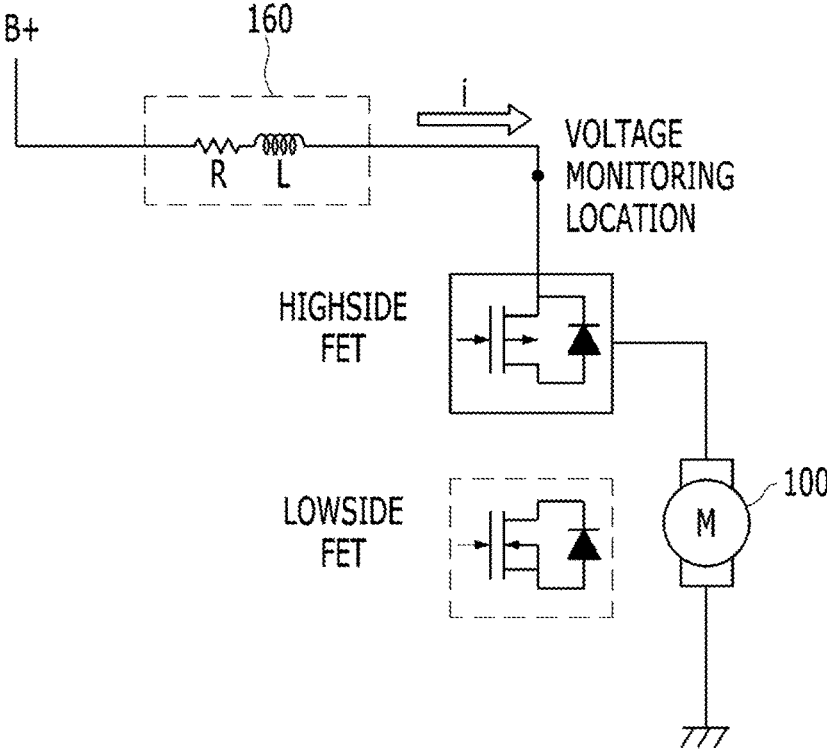 B+
160
i
R
L
VOLTAGE
MONITORING
LOCATION
HIGHSIDE
FET
LOWSIDE
FET
M
100